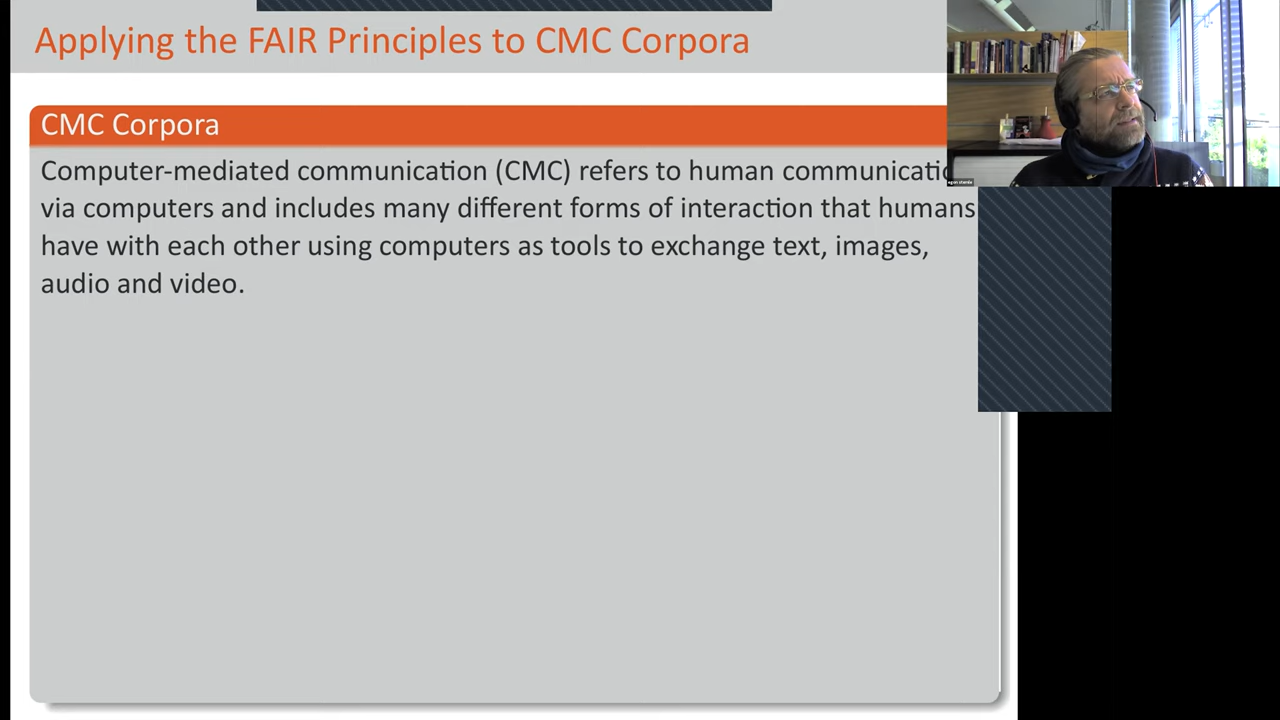 Applying the FAIR Principles to CMC Corpora
CMC Corpora
Computer-mediated communication (CMC) refers to human communicatio
via computers and includes many different forms of interaction that humans
have with each other using computers as tools to exchange text, images,
audio and video.